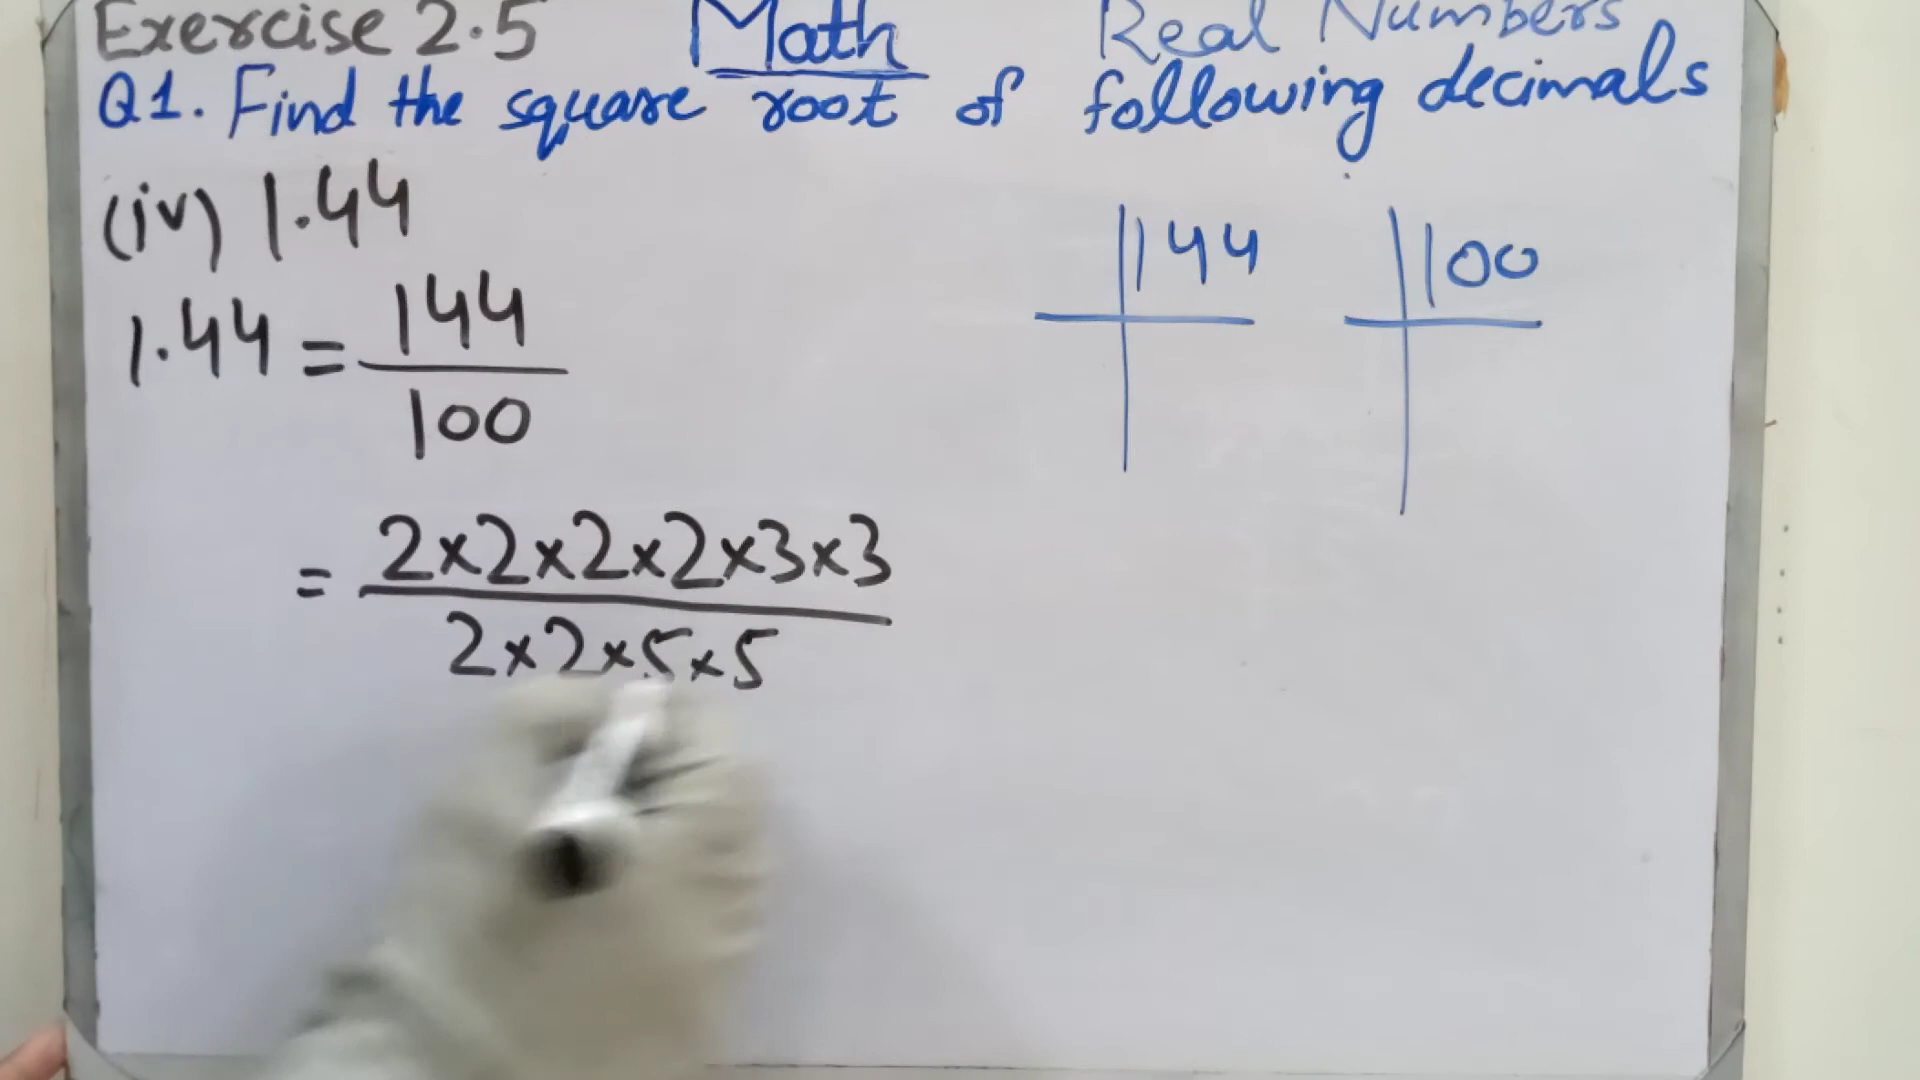 Exercise 2.5 Math Real Numbers
Q1. Find the square root of following decimals
(iv) 1.44
144 100
1.44 = 144
100
= 2×2×2×2×3×3
2×2×5×5